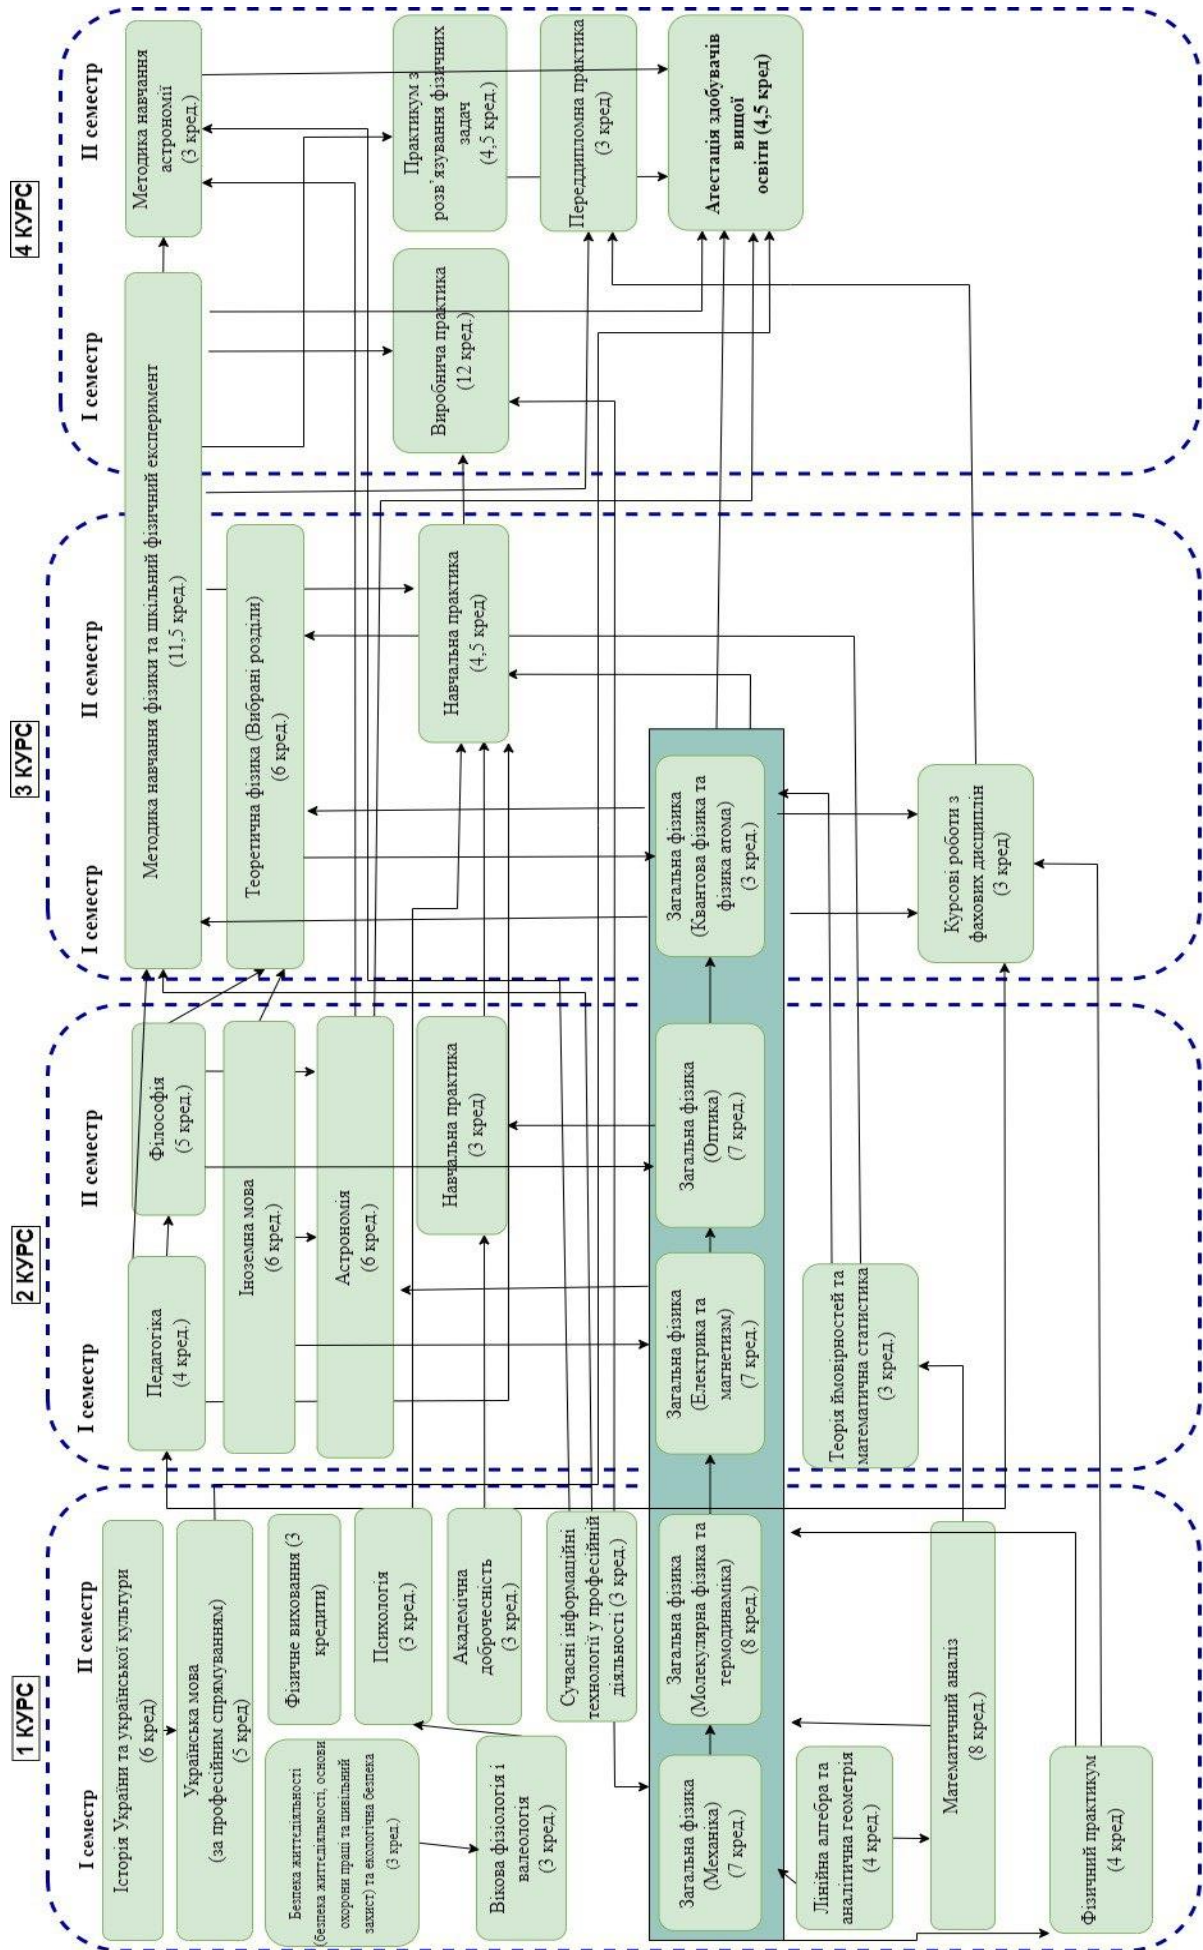 1 КУРС
І семестр
ІІ семестр
Історія України та української культури
(6 кред)
Українська мова
(за професійним спрямуванням)
(5 кред)
Безпека життєдіяльності
(безпека життєдіяльності, основи
охорони праці та цивільний
захист) та екологічна безпека
(3 кред.)
Фізичне виховання (3
кредити)
Психологія
(3 кред.)
Вікова фізіологія і
валеологія
(3 кред.)
Академічна
доброчесність
(3 кред.)
Сучасні інформаційні
технології у професійній
діяльності (3 кред.)
Загальна фізика
(Механіка)
(7 кред.)
Загальна фізика
(Молекулярна фізика та
термодинаміка)
(8 кред.)
Лінійна алгебра та
аналітична геометрія
(4 кред.)
Математичний аналіз
(8 кред.)
Фізичний практикум
(4 кред)
2 КУРС
І семестр
ІІ семестр
Педагогіка
(4 кред.)
Філософія
(5 кред.)
Іноземна мова
(6 кред.)
Астрономія
(6 кред.)
Навчальна практика
(3 кред)
Загальна фізика
(Електрика та
магнетизм)
(7 кред.)
Загальна фізика
(Оптика)
(7 кред.)
Теорія ймовірностей та
математична статистика
(3 кред.)
3 КУРС
І семестр
ІІ семестр
Методика навчання фізики та шкільний фізичний експеримент
(11,5 кред.)
Теоретична фізика (Вибрані розділи)
(6 кред.)
Навчальна практика
(4,5 кред)
Загальна фізика
(Квантова фізика та
фізика атома)
(3 кред.)
Курсові роботи з
фахових дисциплін
(3 кред)
4 КУРС
І семестр
ІІ семестр
Методика навчання
астрономії
(3 кред.)
Виробнича практика
(12 кред.)
Практикум з
розв’язування фізичних
задач
(4,5 кред.)
Переддипломна практика
(3 кред)
Атестація здобувачів
вищої
освіти (4,5 кред)